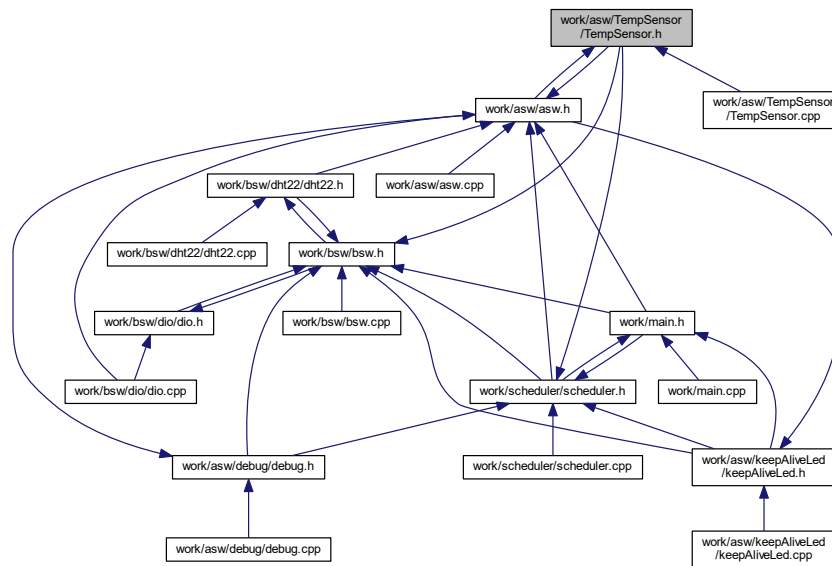 work/asw/TempSensor
/TempSensor.h
work/asw/TempSensor
/TempSensor.cpp
work/asw/asw.h
work/bsw/dht22/dht22.h
work/asw/asw.cpp
work/bsw/dht22/dht22.cpp
work/bsw/bsw.h
work/bsw/dio/dio.h
work/bsw/bsw.cpp
work/main.h
work/bsw/dio/dio.cpp
work/scheduler/scheduler.h
work/main.cpp
work/asw/debug/debug.h
work/scheduler/scheduler.cpp
work/asw/keepAliveLed
/keepAliveLed.h
work/asw/debug/debug.cpp
work/asw/keepAliveLed
/keepAliveLed.cpp